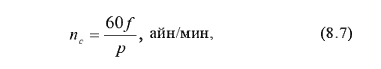 n_c = 60f / p , айн/мин, (8.7)